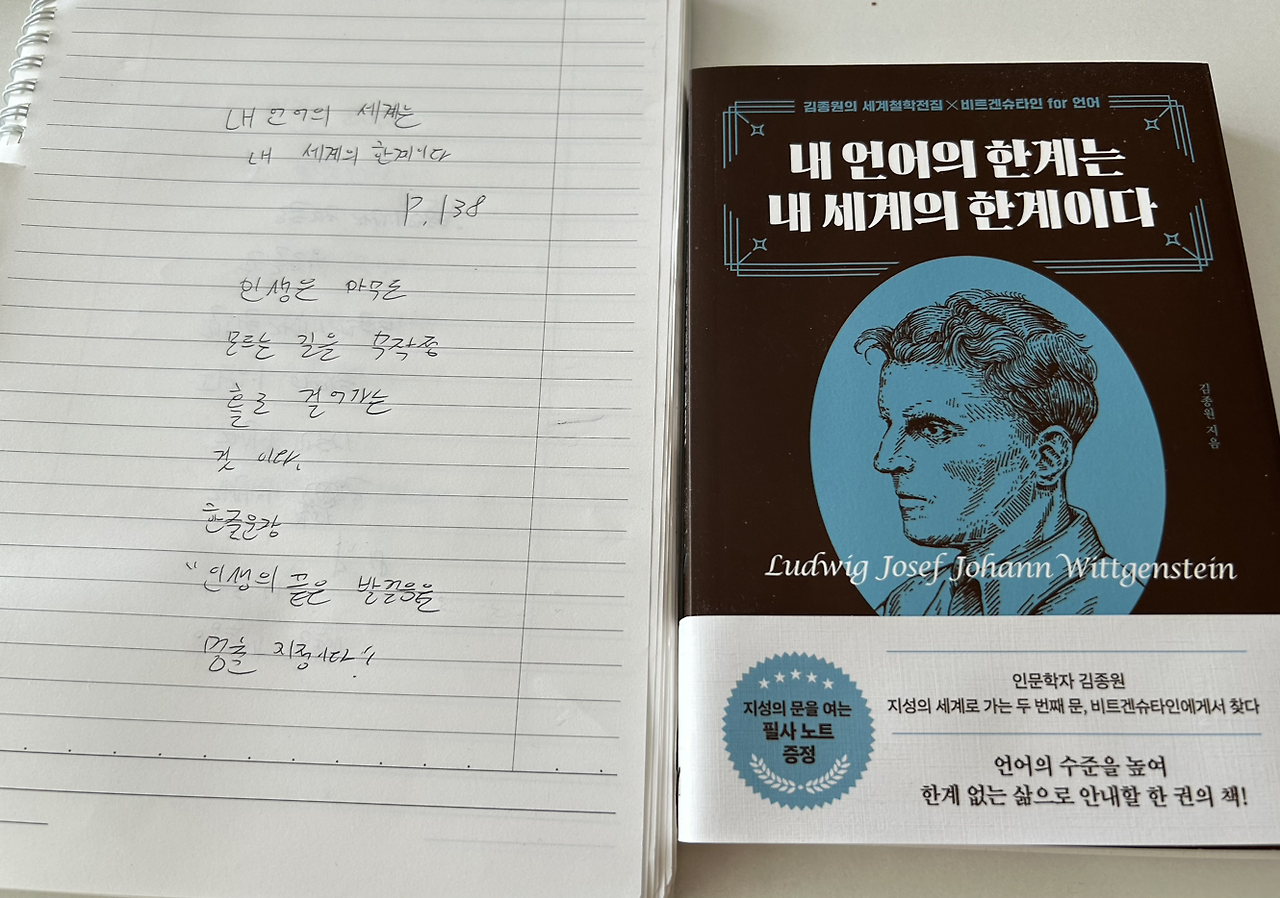 내 언어의 세계는
내 세계의 한계이다
P.138
인생은 아무도
모르는 길을 무작정
홀로 걸어가는
것 이다.
한글문장
"인생의 끝은 발걸음을
멈춘 지점이다."
김종원의 세계철학전집×비트겐슈타인 for 언어
내 언어의 한계는
내 세계의 한계이다
김종원 지음
Ludwig Josef Johann Wittgenstein
지성의 문을 여는
필사 노트
증정
인문학자 김종원
지성의 세계로 가는 두 번째 문, 비트겐슈타인에게서 찾다
언어의 수준을 높여
한계 없는 삶으로 안내할 한 권의 책!